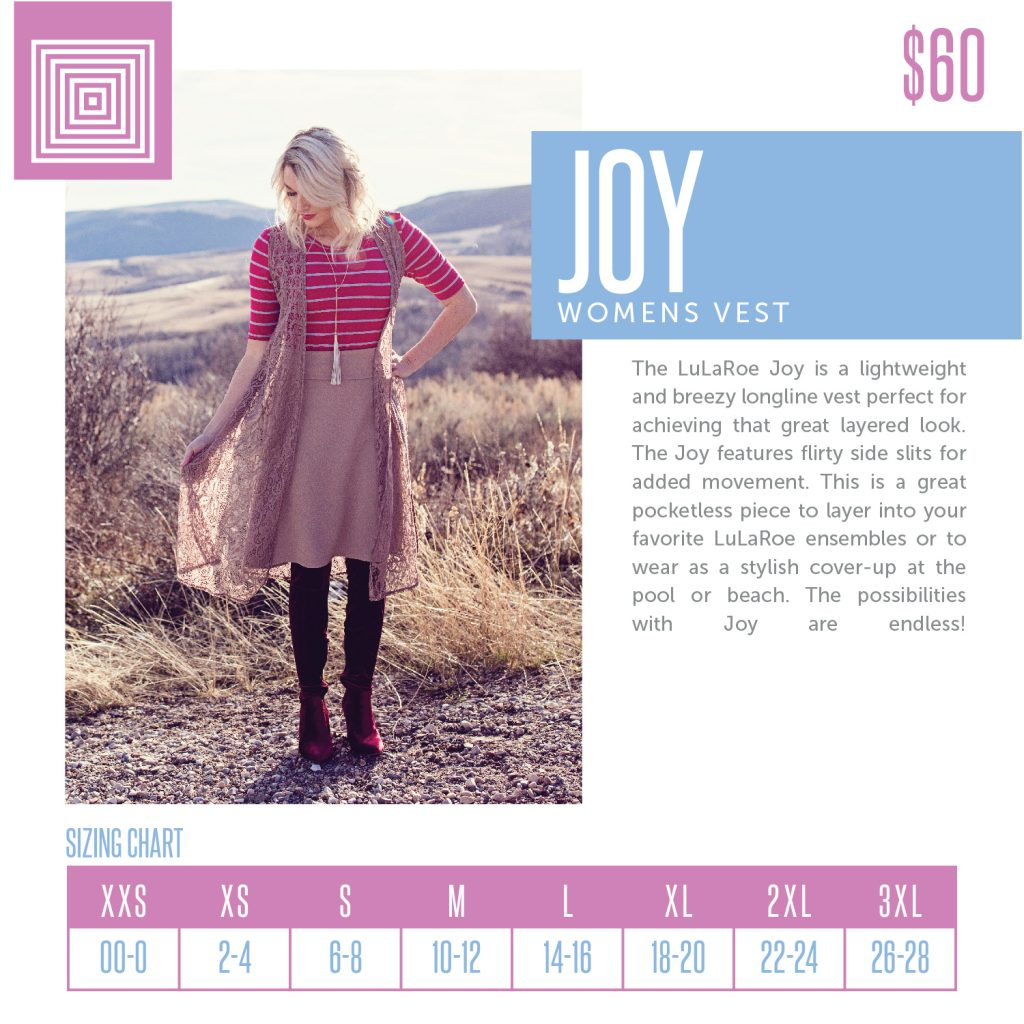 $60
JOY
WOMENS VEST
The LuLaRoe Joy is a lightweight
and breezy longline vest perfect for
achieving that great layered look.
The Joy features flirty side slits for
added movement. This is a great
pocketless piece to layer into your
favorite LuLaRoe ensembles or to
wear as a stylish cover-up at the
pool or beach. The possibilities
with Joy are endless!
SIZING CHART
XXS XS S M L XL 2XL 3XL
00-0 2-4 6-8 10-12 14-16 18-20 22-24 26-28